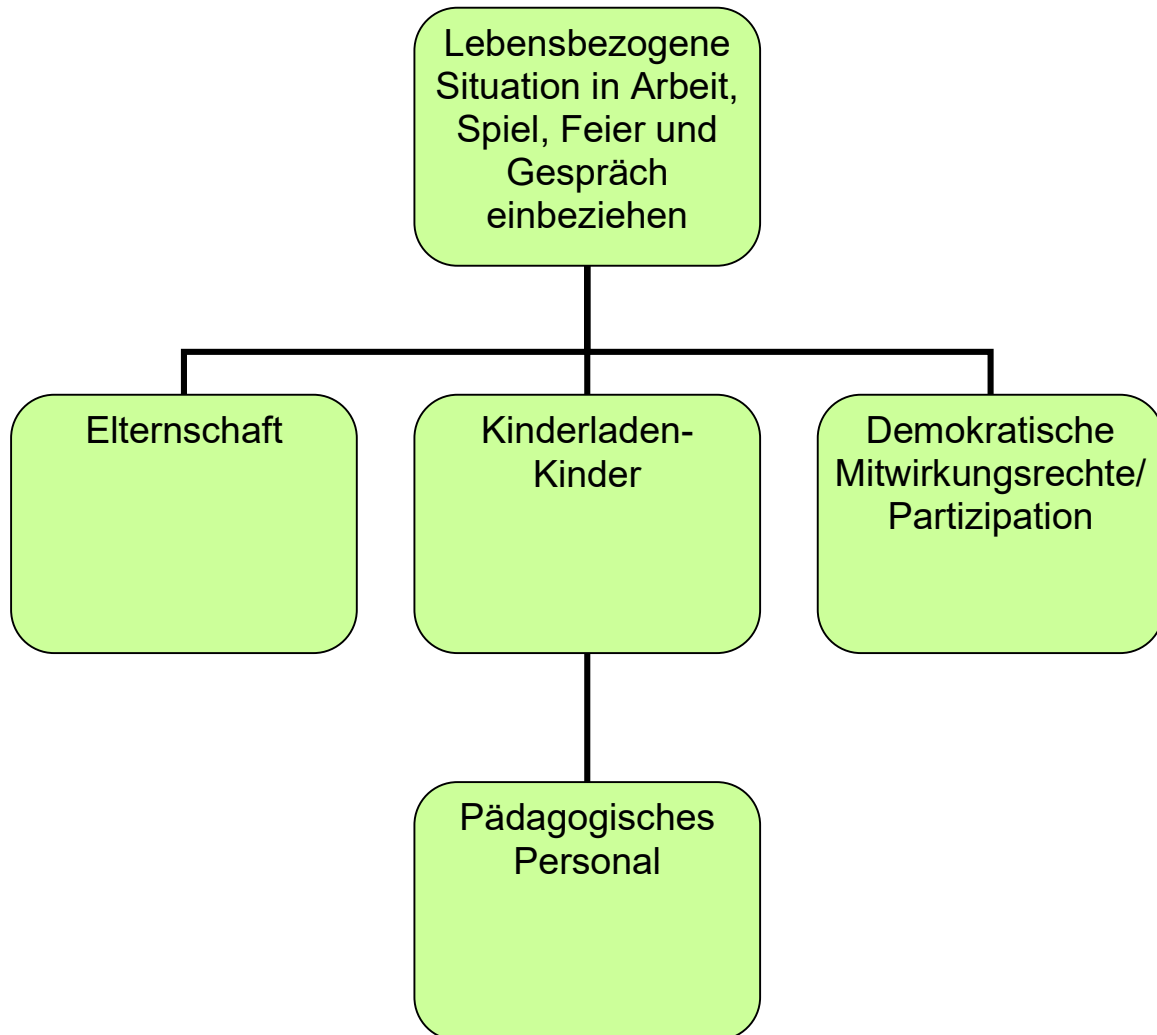 Lebensbezogene
Situation in Arbeit,
Spiel, Feier und
Gespräch
einbeziehen
Elternschaft
Kinderladen-
Kinder
Demokratische
Mitwirkungsrechte/
Partizipation
Pädagogisches
Personal